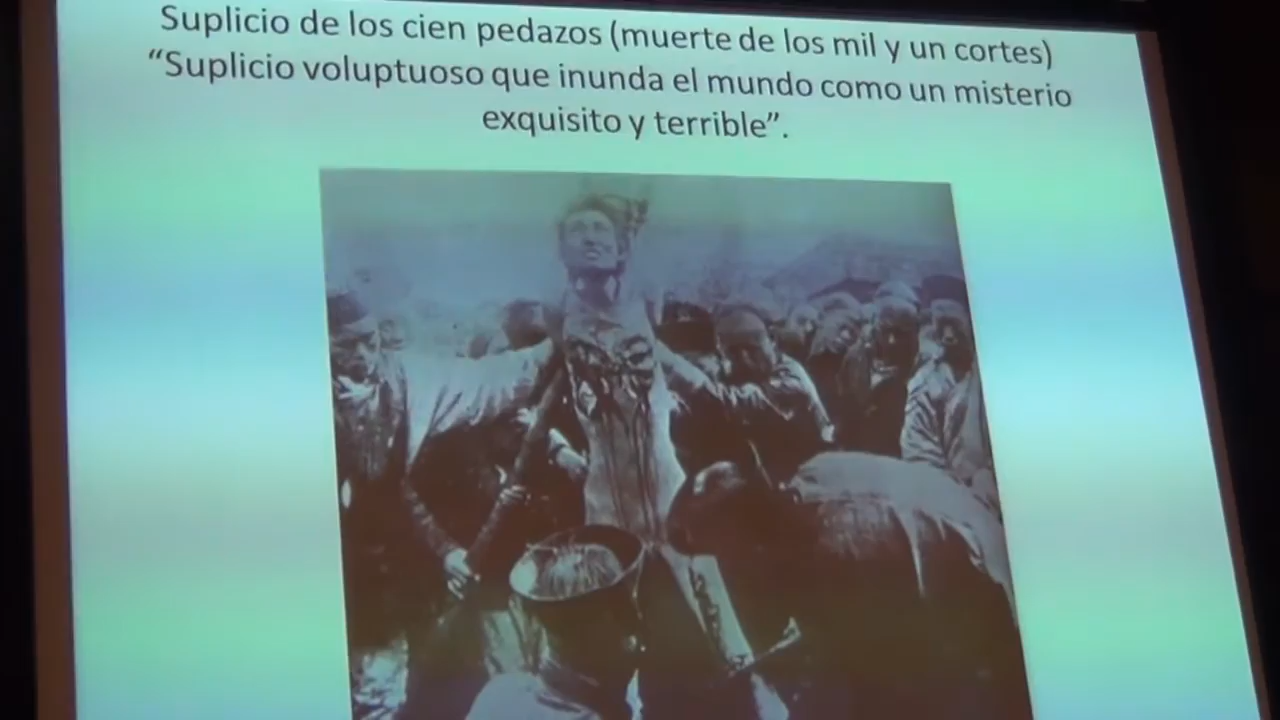 Suplicio de los cien pedazos (muerte de los mil y un cortes)
“Suplicio voluptuoso que inunda el mundo como un misterio
exquisito y terrible”.